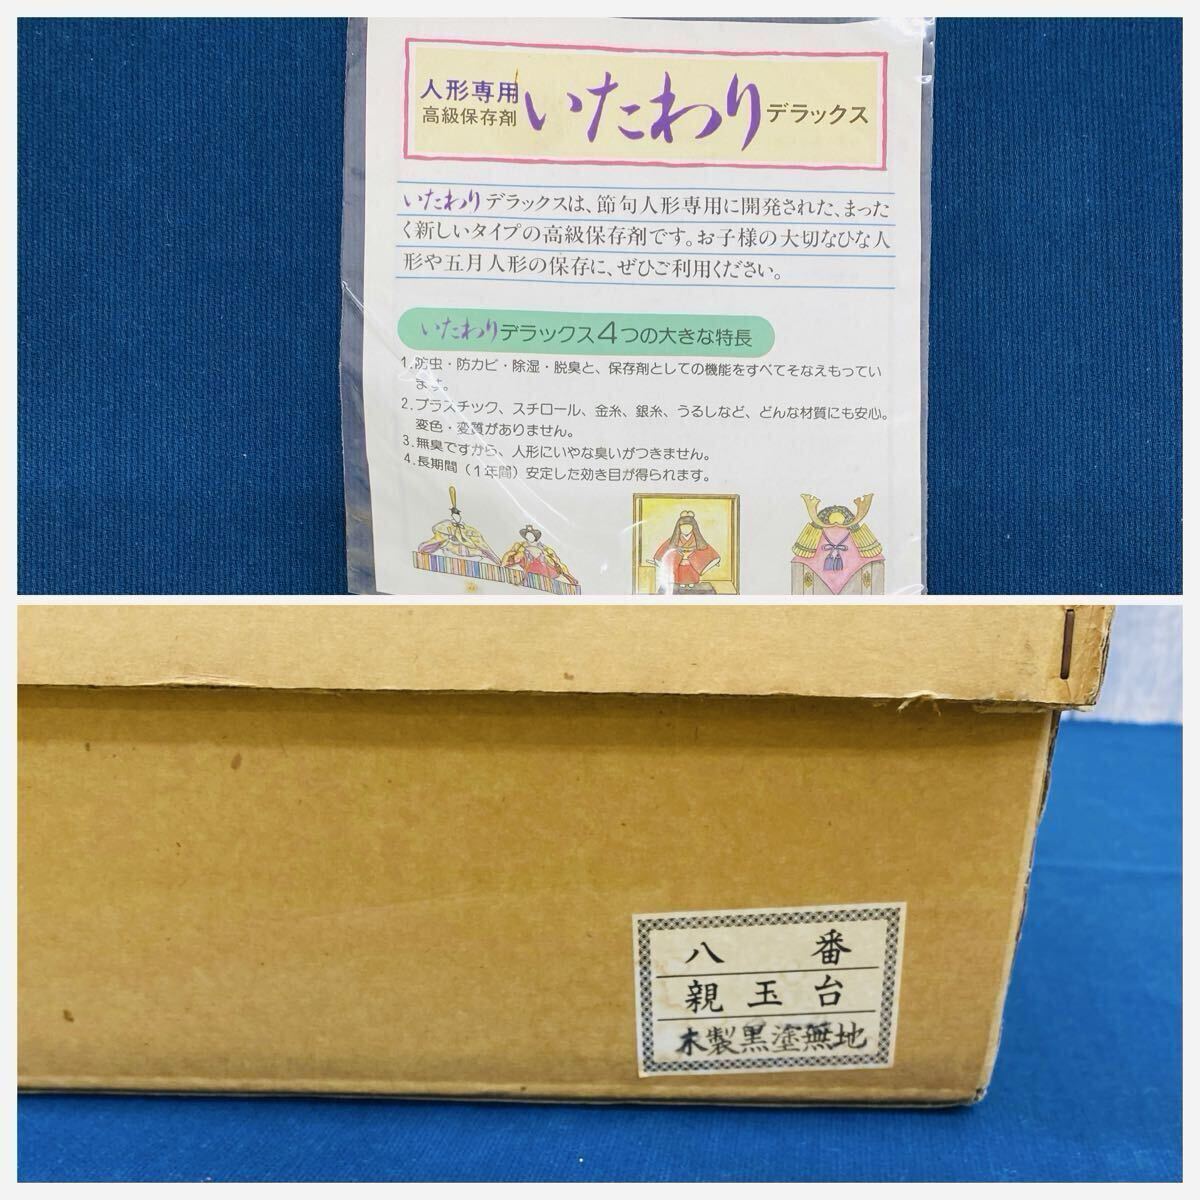 人形専用
高級保存剤
いたわり
デラックス
いたわりデラックスは、節句人形専用に開発された、まった
く新しいタイプの高級保存剤です。お子様の大切なひな人
形や五月人形の保存に、ぜひご利用ください。
いたわりデラックス4つの大きな特長
1.防虫・防カビ・除湿・脱臭と、保存剤としての機能をすべてそなえもってい
ます。
2.プラスチック、スチロール、金糸、銀糸、うるしなど、どんな材質にも安心。
変色・変質がありません。
3.無臭ですから、人形にいやな臭いがつきません。
4.長期間（1年間）安定した効き目が得られます。
八番
親玉台
木製黒塗無地